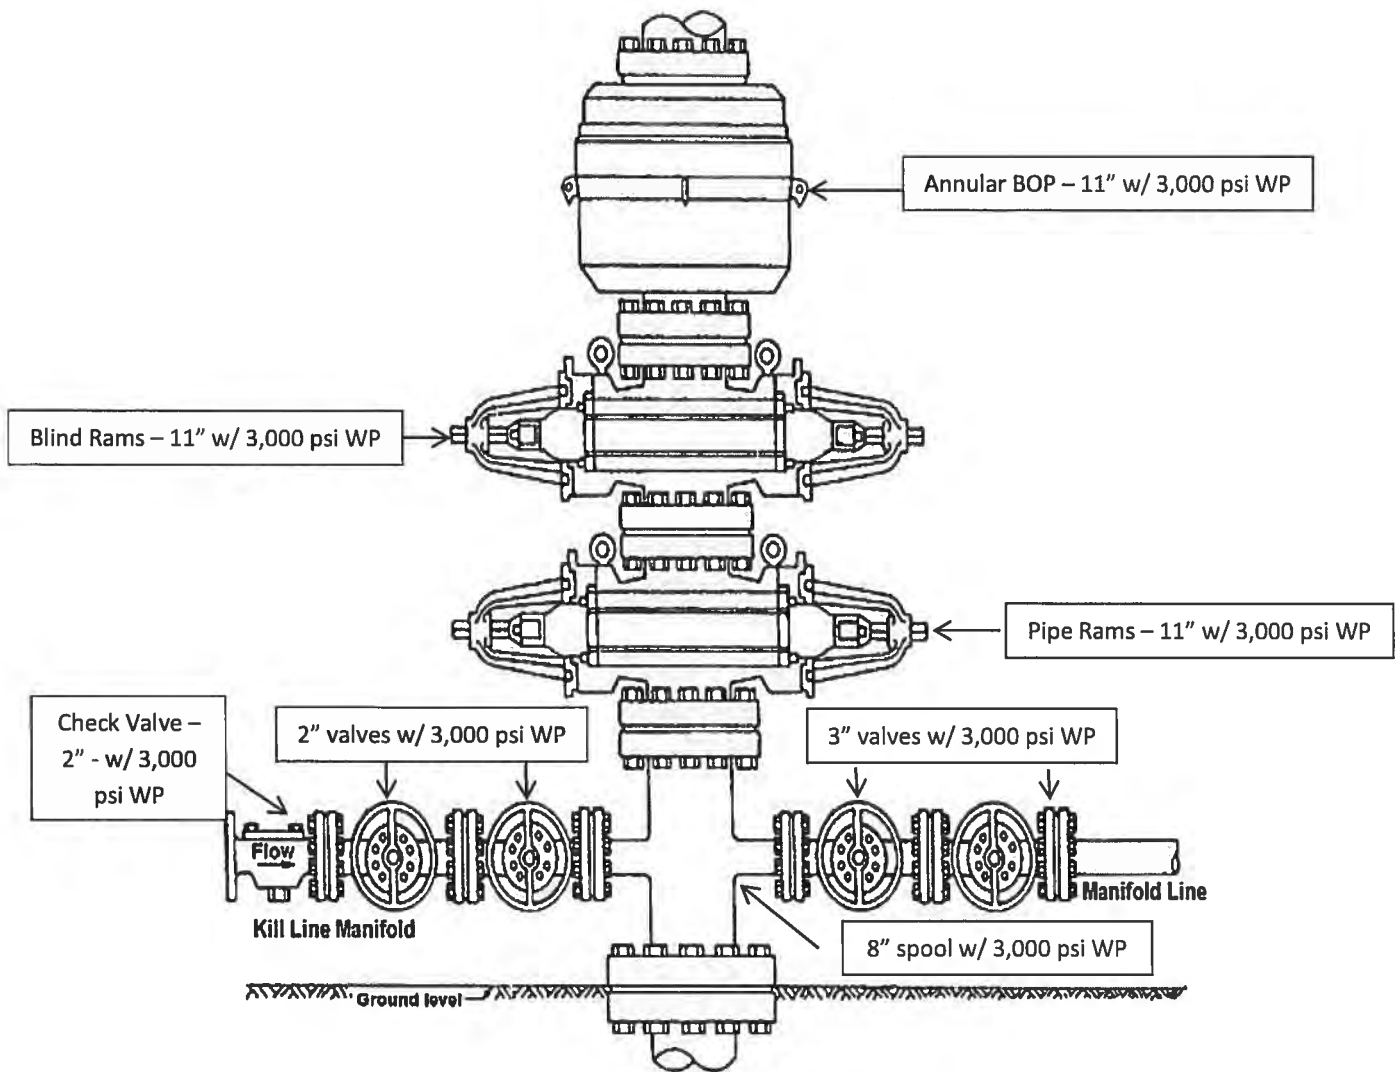 Annular BOP – 11" w/ 3,000 psi WP
Blind Rams – 11" w/ 3,000 psi WP
Pipe Rams – 11" w/ 3,000 psi WP
Check Valve –
2" - w/ 3,000
psi WP
2" valves w/ 3,000 psi WP
3" valves w/ 3,000 psi WP
Flow
Manifold Line
Kill Line Manifold
8" spool w/ 3,000 psi WP
Ground level